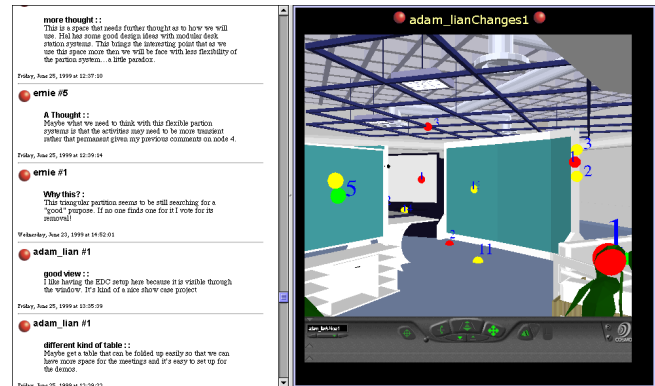 more thought : :
This is a space that needs further thought as to how we will
use. Hal has some good design ideas with modular desk
station systems. This brings the interesting point that as we
use this space more then we will be face with less flexibility of
the partion system...a little paradox.
Friday, June 25, 1999 at 12:37:10
ernie #5
A Thought : :
Maybe what we need to think with this flexible partion
systems is that the activities may need to be more transient
rather that permanent given my previous comments on node 4.
Friday, June 25, 1999 at 12:39:14
ernie #1
Why this? :
This triangular partition seems to be still searching for a
"good" purpose. If no one finds one for it I vote for its
removal!
Wednesday, June 23, 1999 at 14:52:01
adam_lian #1
good view : :
I like having the EDC setup here because it is visible through
the window. It's kind of a nice show case project
Friday, June 25, 1999 at 13:35:39
adam_lian #1
different kind of table : :
Maybe get a table that can be folded up easily so that we can
have more space for the meetings and it's easy to set up for
the demos.
adam_lianChanges1
3
3
1
2
5
11
1
COSMO